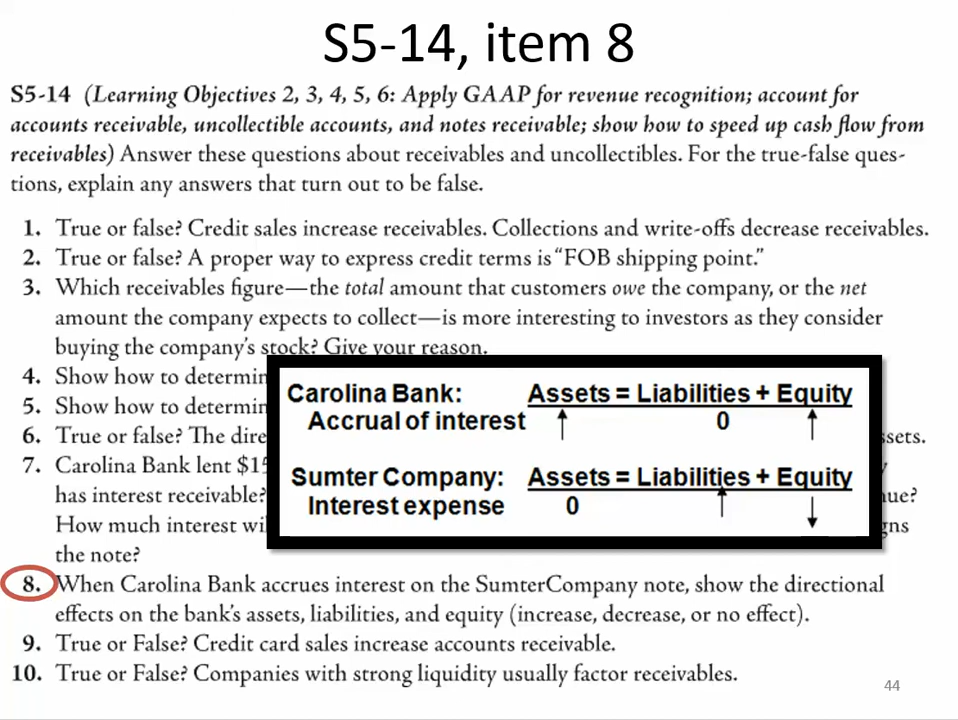 S5-14, item 8
S5-14 (Learning Objectives 2, 3, 4, 5, 6: Apply GAAP for revenue recognition; account for
accounts receivable, uncollectible accounts, and notes receivable; show how to speed up cash flow from
receivables) Answer these questions about receivables and uncollectibles. For the true-false ques-
tions, explain any answers that turn out to be false.
1. True or false? Credit sales increase receivables. Collections and write-offs decrease receivables.
2. True or false? A proper way to express credit terms is “FOB shipping point.”
3. Which receivables figure—the total amount that customers owe the company, or the net
amount the company expects to collect—is more interesting to investors as they consider
buying the company’s stock? Give your reason.
4. Show how to determin
5. Show how to determin
6. True or false? The dire
ssets.
7. Carolina Bank lent $15
has interest receivable?
nue?
How much interest wi
gns
the note?
Carolina Bank: Assets = Liabilities + Equity
Accrual of interest ↑ 0 ↑
Sumter Company: Assets = Liabilities + Equity
Interest expense 0 ↑ ↓
8. When Carolina Bank accrues interest on the SumterCompany note, show the directional
effects on the bank’s assets, liabilities, and equity (increase, decrease, or no effect).
9. True or False? Credit card sales increase accounts receivable.
10. True or False? Companies with strong liquidity usually factor receivables.
44